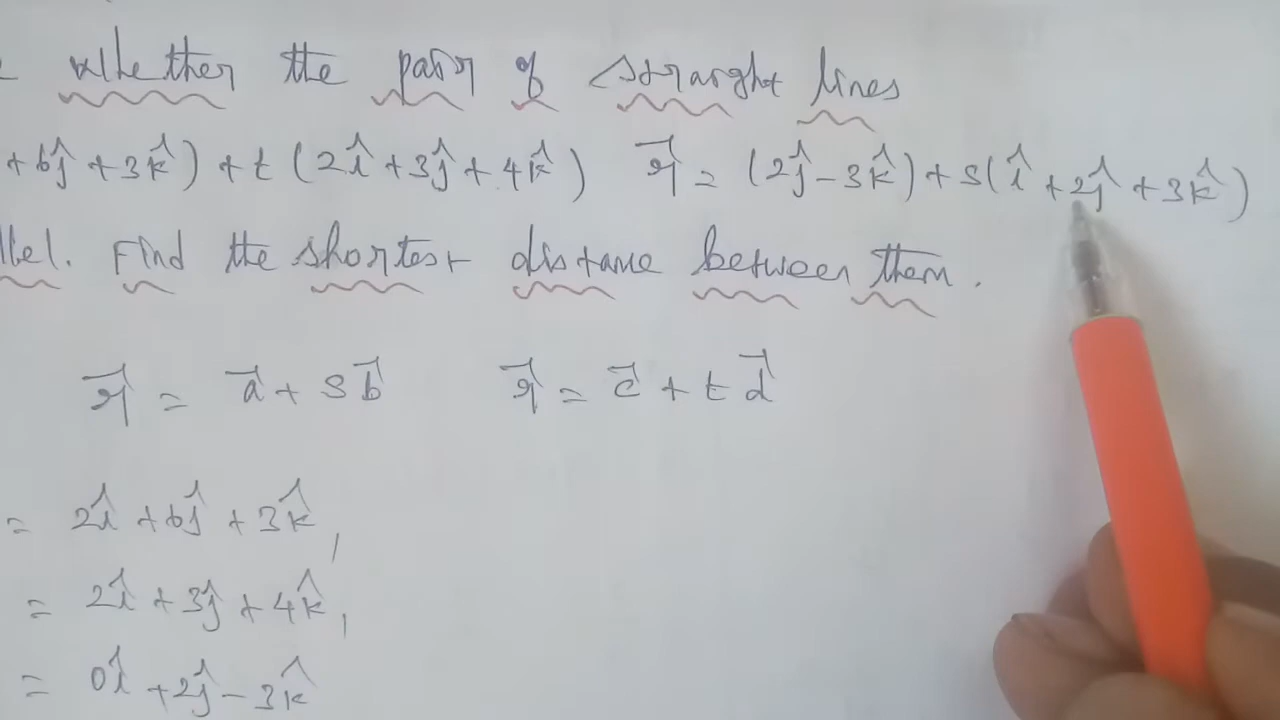 whether the pair of straight lines
+ 6ĵ + 3k̂) + t (2î + 3ĵ + 4k̂) r⃗ = (2ĵ − 3k̂) + s(î + 2ĵ + 3k̂)
llel. Find the shortest distance between them.
r⃗ = a⃗ + s b⃗ r⃗ = c⃗ + t d⃗
= 2î + 6ĵ + 3k̂,
= 2î + 3ĵ + 4k̂,
= 0î + 2ĵ − 3k̂